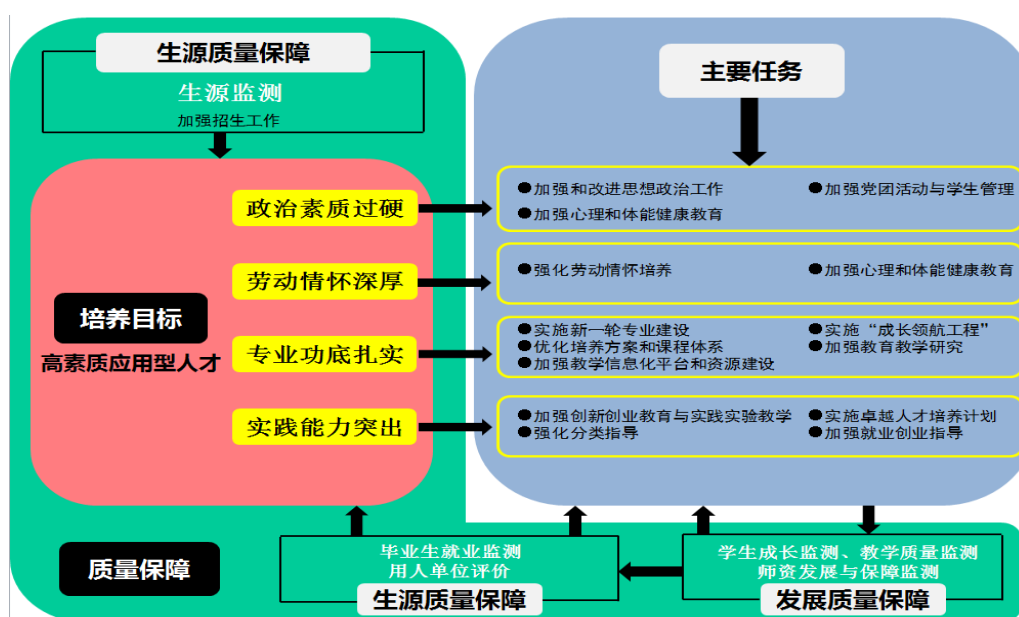 生源质量保障
生源监测
加强招生工作
主要任务
政治素质过硬
●加强和改进思想政治工作
●加强党团活动与学生管理
●加强心理和体能健康教育
劳动情怀深厚
●强化劳动情怀培养
●加强心理和体能健康教育
培养目标
高素质应用型人才
专业功底扎实
●实施新一轮专业建设
●实施“成长领航工程”
●优化培养方案和课程体系
●加强教育教学研究
●加强教学信息化平台和资源建设
实践能力突出
●加强创新创业教育与实践实验教学
●实施卓越人才培养计划
●强化分类指导
●加强就业创业指导
质量保障
毕业生就业监测
用人单位评价
生源质量保障
学生成长监测、教学质量监测
师资发展与保障监测
发展质量保障